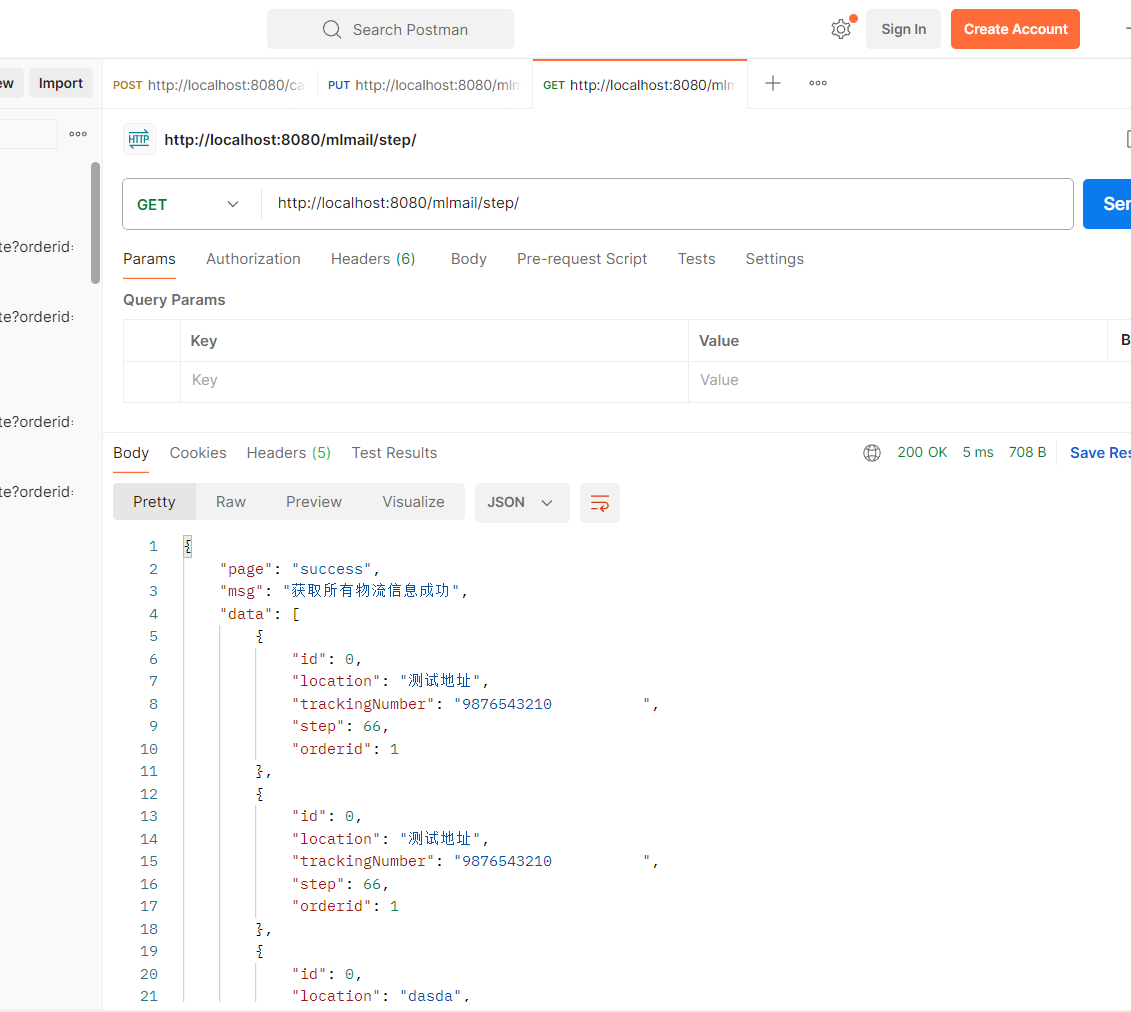 Search Postman
Sign In
Create Account
ew
Import
POST http://localhost:8080/ca
PUT http://localhost:8080/mln
GET http://localhost:8080/mlm
HTTP
http://localhost:8080/mlmail/step/
GET
http://localhost:8080/mlmail/step/
Ser
te?orderid:
te?orderid:
te?orderid:
te?orderid:
Params Authorization Headers (6) Body Pre-request Script Tests Settings
Query Params
Key Value B
Key Value
Body Cookies Headers (5) Test Results
200 OK 5 ms 708 B Save Res
Pretty Raw Preview Visualize JSON
1 {
2 "page": "success",
3 "msg": "获取所有物流信息成功",
4 "data": [
5 {
6 "id": 0,
7 "location": "测试地址",
8 "trackingNumber": "9876543210          ",
9 "step": 66,
10 "orderid": 1
11 },
12 {
13 "id": 0,
14 "location": "测试地址",
15 "trackingNumber": "9876543210          ",
16 "step": 66,
17 "orderid": 1
18 },
19 {
20 "id": 0,
21 "location": "dasda",